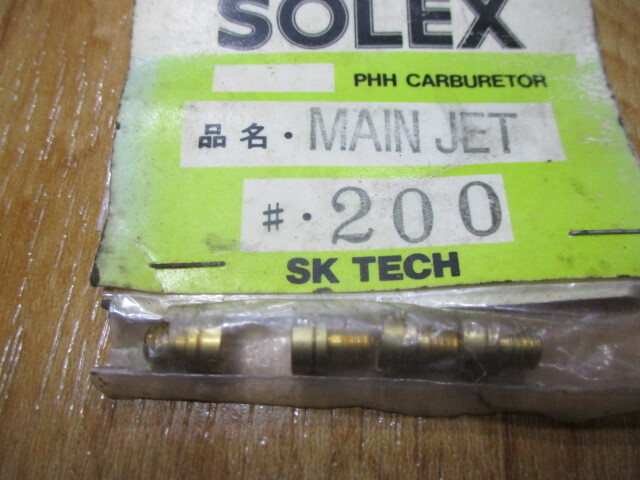 SOLEX
PHH CARBURETOR
品名・MAIN JET
#・200
SK TECH